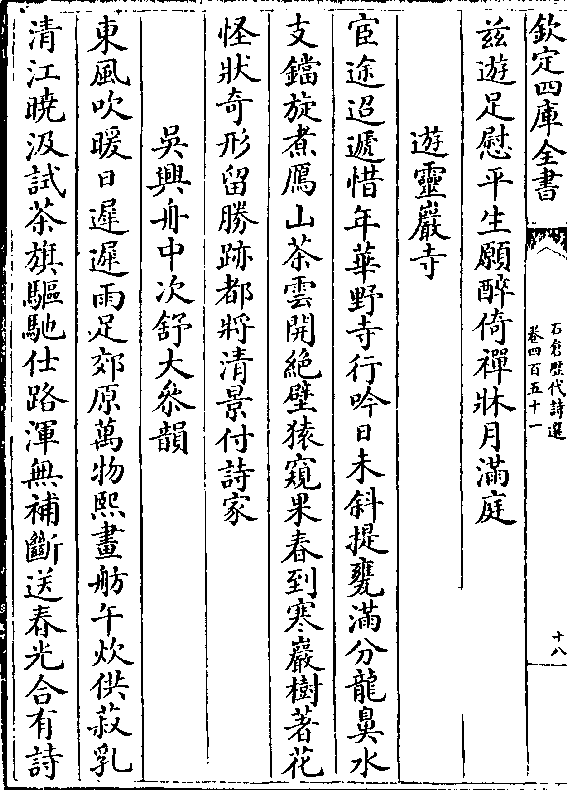 欽定四庫全書
石倉歷代詩選
卷四百五十一
十八
茲遊足慰平生願醉倚禪牀月滿庭
遊靈巖寺
宦途迢遞惜年華野寺行吟日未斜提甕滿分龍鼻水
支鐺旋煮鴈山茶雲開絶壁猿窺果春到寒巖樹著花
怪狀奇形留勝跡都將清景付詩家
吳興舟中次舒大叅韻
東風吹暖日遲遲雨足郊原萬物熙畫舫午炊供菽乳
清江曉汲試茶旗驅馳仕路渾無補斷送春光合有詩